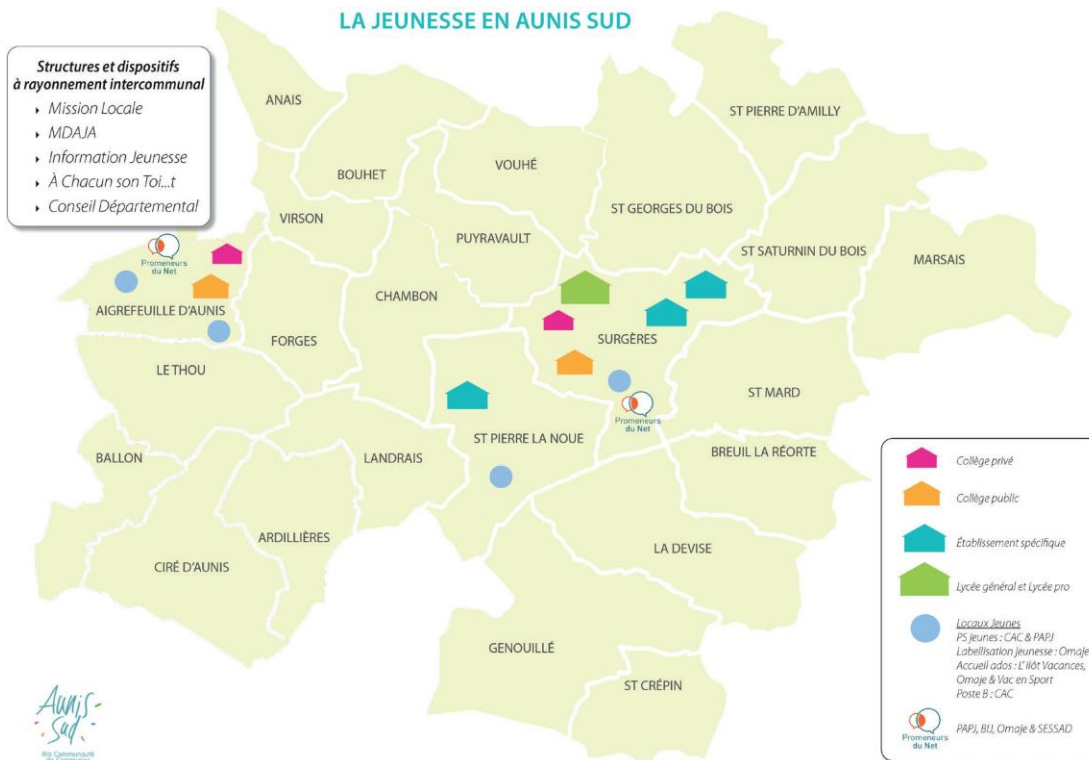 LA JEUNESSE EN AUNIS SUD
Structures et dispositifs
à rayonnement intercommunal
Mission Locale
MDAJA
Information Jeunesse
À Chacun son Toi...t
Conseil Départemental
ANAIS
BOUHET
VOUHÉ
ST PIERRE D'AMILLY
VIRSON
PUYRAVAULT
ST GEORGES DU BOIS
ST SATURNIN DU BOIS
MARSAIS
Promeneurs
du Net
AIGREFEUILLE D'AUNIS
CHAMBON
FORGES
SURGÈRES
LE THOU
ST MARD
Promeneurs
du Net
ST PIERRE LA NOUE
BALLON
LANDRAIS
BREUIL LA RÉORTE
ARDILLIÈRES
CIRÉ D'AUNIS
LA DEVISE
GENOUILLÉ
ST CRÉPIN
Collège privé
Collège public
Établissement spécifique
Lycée général et Lycée pro
Locaux Jeunes
PS jeunes : CAC & PAPJ
Labellisation jeunesse : Omaje
Accueil ados : L'ilôt Vacances,
Omaje & Vac en Sport
Poste B : CAC
Promeneurs
du Net
PAPJ, BIJ, Omaje & SESSAD
Aunis
Sud
Ma Communauté
de Communes